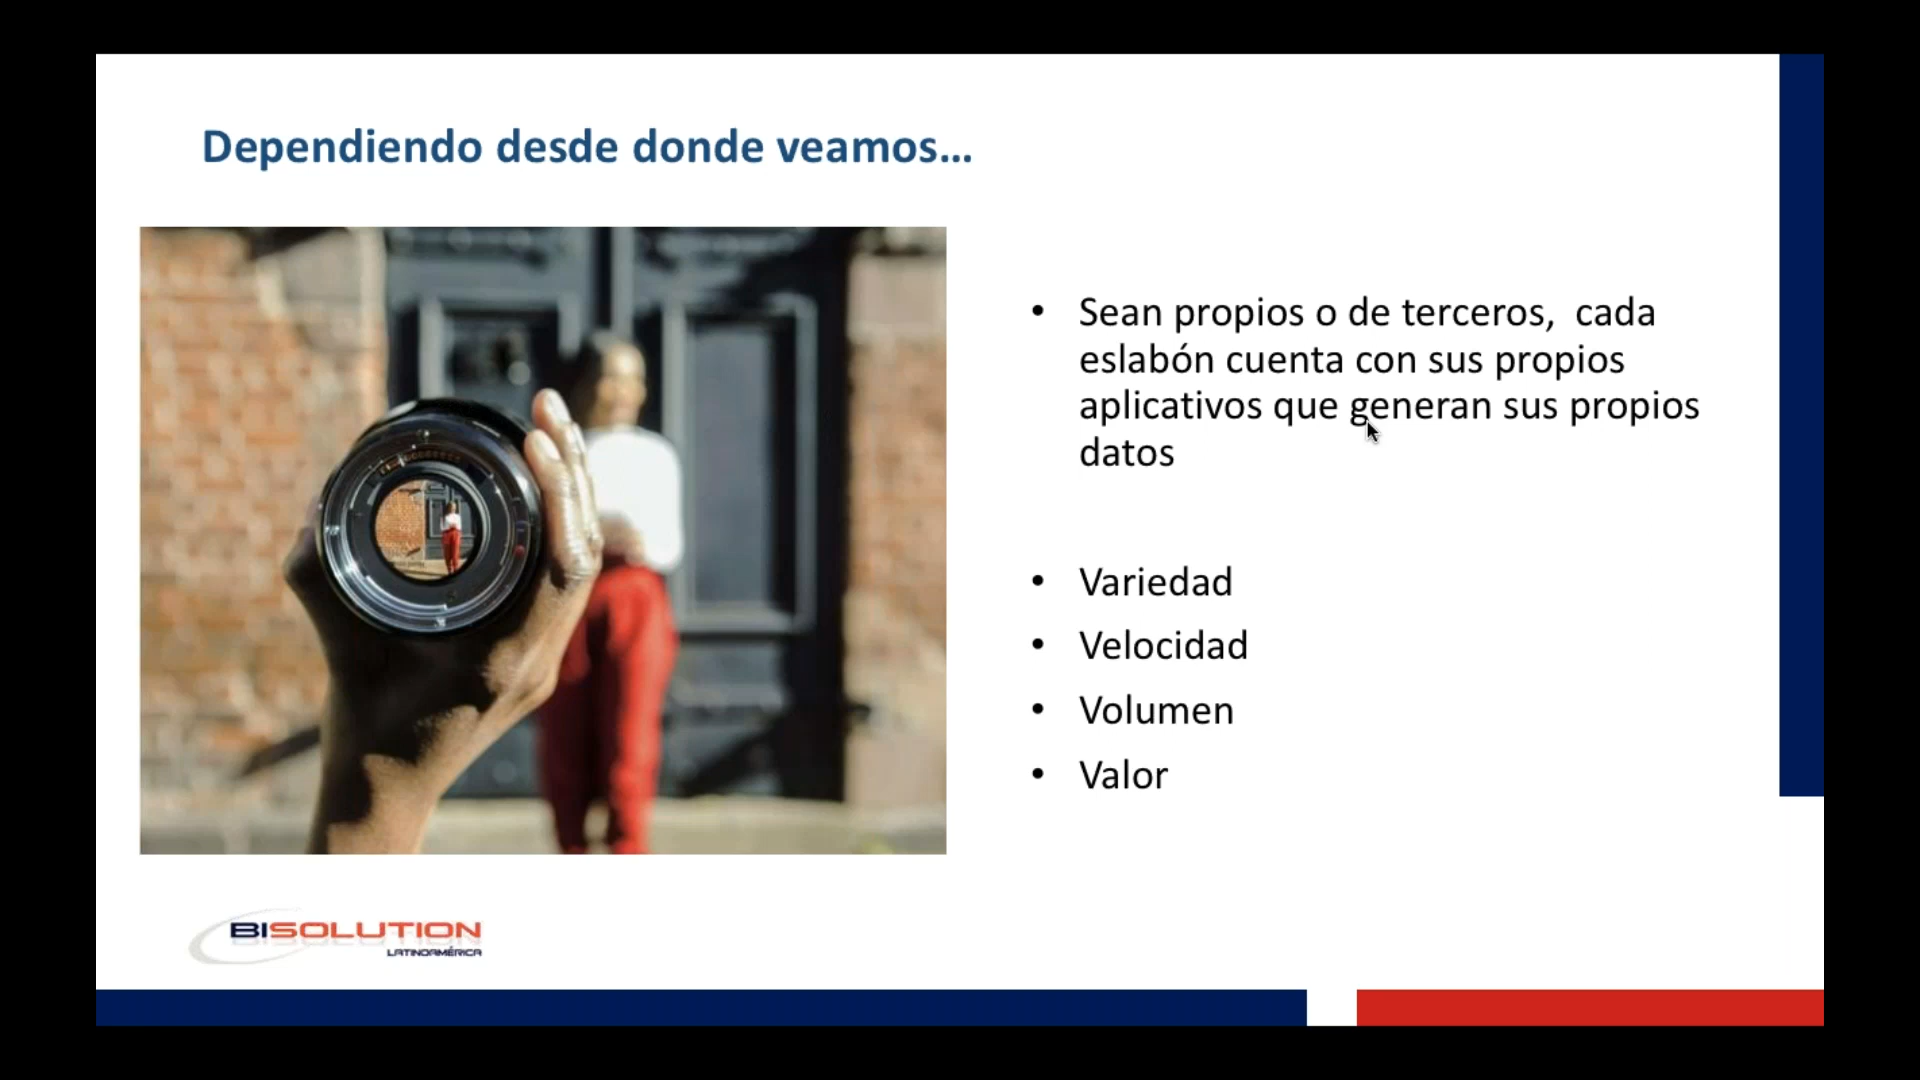 Dependiendo desde donde veamos...
• Sean propios o de terceros,  cada
eslabón cuenta con sus propios
aplicativos que generan sus propios
datos
• Variedad
• Velocidad
• Volumen
• Valor
BISOLUTION
LATINOAMÉRICA